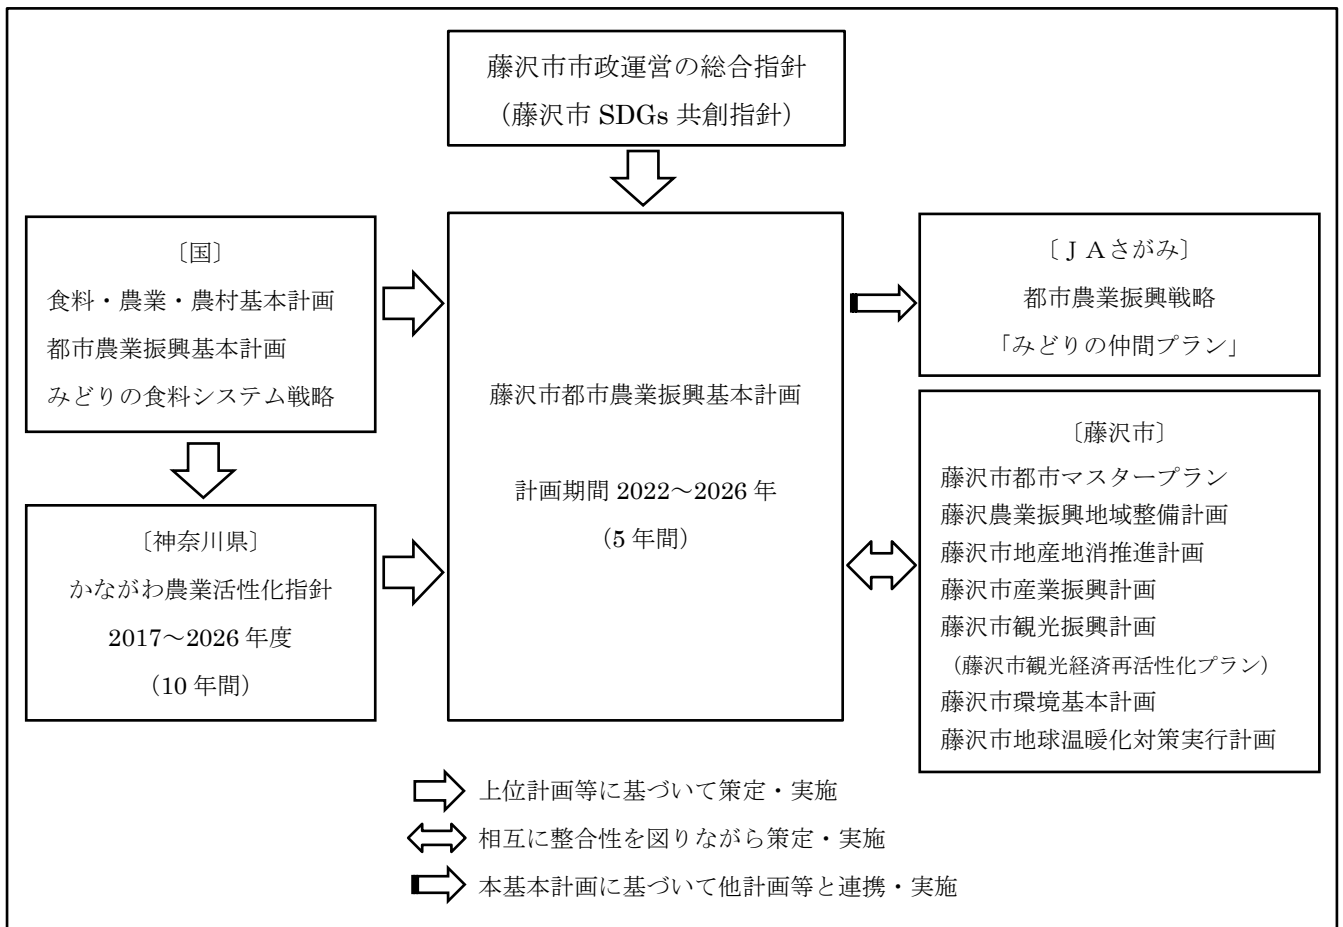 藤沢市市政運営の総合指針
（藤沢市 SDGs 共創指針）
〔国〕
食料・農業・農村基本計画
都市農業振興基本計画
みどりの食料システム戦略
〔神奈川県〕
かながわ農業活性化指針
2017～2026 年度
（10 年間）
藤沢市都市農業振興基本計画
計画期間 2022～2026 年
（5 年間）
〔ＪＡさがみ〕
都市農業振興戦略
「みどりの仲間プラン」
〔藤沢市〕
藤沢市都市マスタープラン
藤沢農業振興地域整備計画
藤沢市地産地消推進計画
藤沢市産業振興計画
藤沢市観光振興計画
（藤沢市観光経済再活性化プラン）
藤沢市環境基本計画
藤沢市地球温暖化対策実行計画
上位計画等に基づいて策定・実施
相互に整合性を図りながら策定・実施
本基本計画に基づいて他計画等と連携・実施